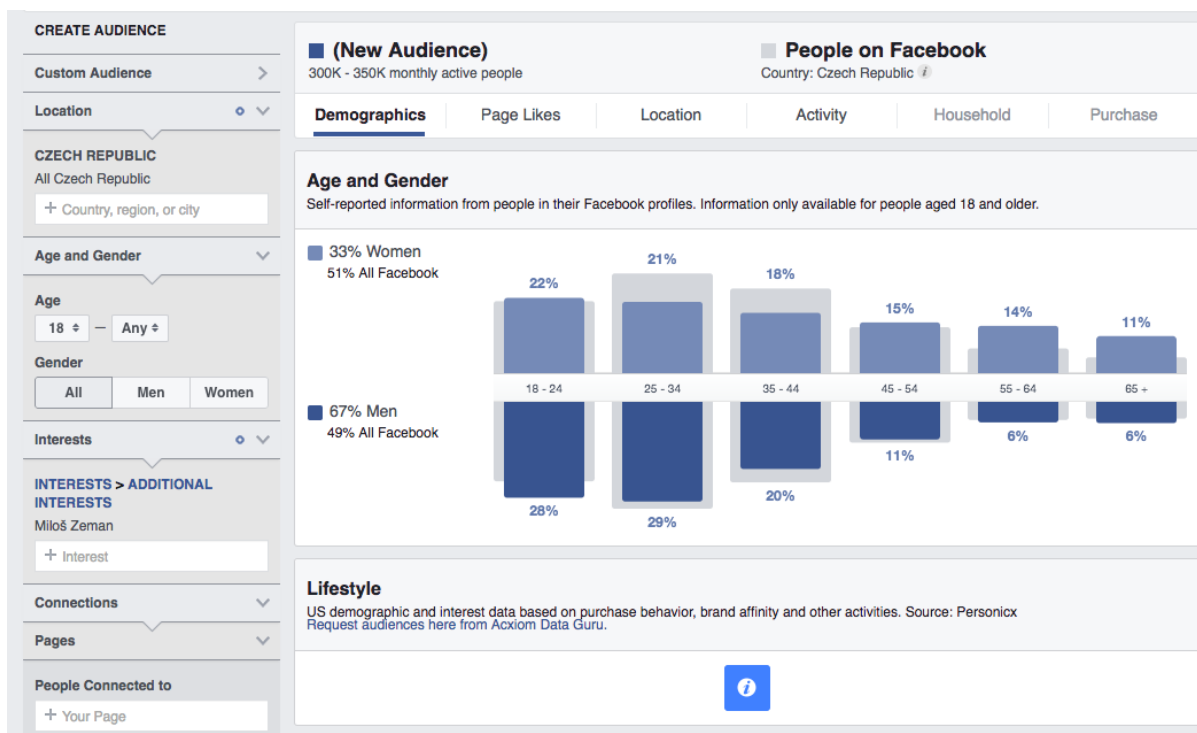 CREATE AUDIENCE
Custom Audience
Location
CZECH REPUBLIC
All Czech Republic
+ Country, region, or city
Age and Gender
Age
18 — Any
Gender
All Men Women
Interests
INTERESTS > ADDITIONAL
INTERESTS
Miloš Zeman
+ Interest
Connections
Pages
People Connected to
+ Your Page
(New Audience)
300K - 350K monthly active people
People on Facebook
Country: Czech Republic i
Demographics Page Likes Location Activity Household Purchase
Age and Gender
Self-reported information from people in their Facebook profiles. Information only available for people aged 18 and older.
33% Women
51% All Facebook
22% 21% 18% 15% 14% 11%
18 - 24 25 - 34 35 - 44 45 - 54 55 - 64 65 +
67% Men
49% All Facebook
28% 29% 20% 11% 6% 6%
Lifestyle
US demographic and interest data based on purchase behavior, brand affinity and other activities. Source: Personicx
Request audiences here from Acxiom Data Guru.
i